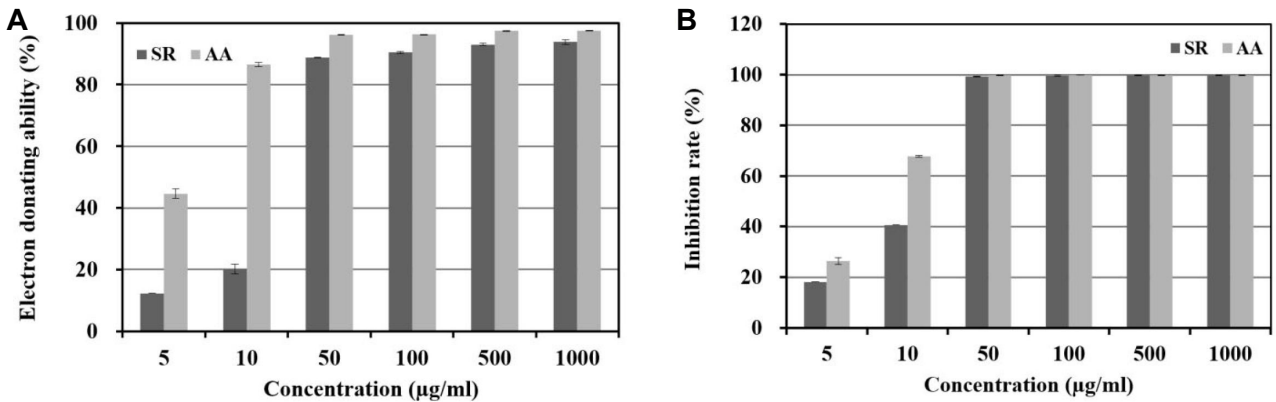 A
Electron donating ability (%)
100
80
60
40
20
0
SR AA
5 10 50 100 500 1000
Concentration (μg/ml)
B
Inhibition rate (%)
120
100
80
60
40
20
0
SR AA
5 10 50 100 500 1000
Concentration (μg/ml)